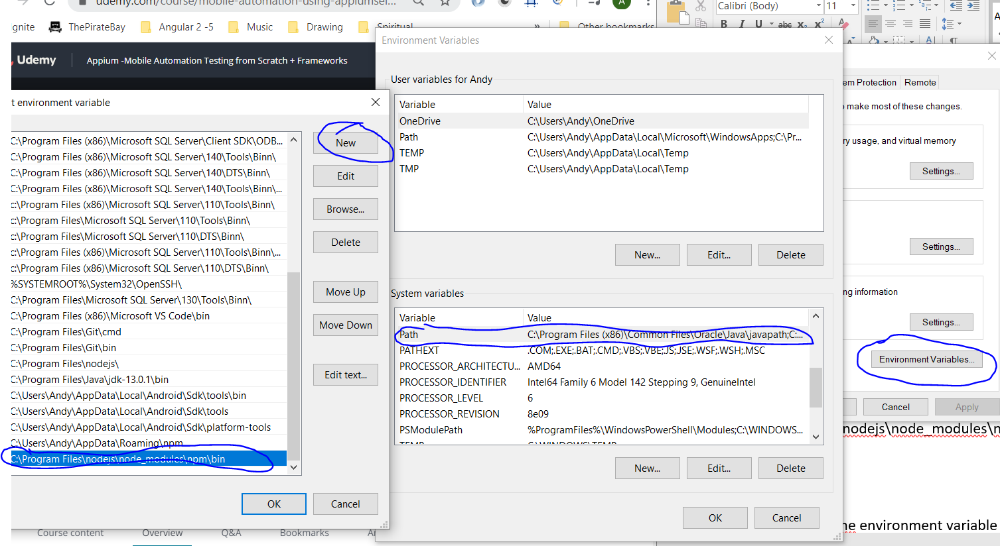 udemy.com/course/mobile-automation-using-appiumsel...
gnite
ThePirateBay
Angular 2 -5
Music
Drawing
Spiritual
»
Other bookmarks
A
Calibri (Body)
11
B I U abc X₂ X²
Udemy
Appium -Mobile Automation Testing from Scratch + Frameworks
t environment variable
C:\Program Files (x86)\Microsoft SQL Server\Client SDK\ODB...
C:\Program Files (x86)\Microsoft SQL Server\140\Tools\Binn\
C:\Program Files (x86)\Microsoft SQL Server\140\DTS\Binn\
C:\Program Files (x86)\Microsoft SQL Server\140\Tools\Binn\...
c:\Program Files (x86)\Microsoft SQL Server\110\Tools\Binn\
c:\Program Files\Microsoft SQL Server\110\Tools\Binn\
c:\Program Files\Microsoft SQL Server\110\DTS\Binn\
c:\Program Files (x86)\Microsoft SQL Server\110\Tools\Binn\...
c:\Program Files (x86)\Microsoft SQL Server\110\DTS\Binn\
%SYSTEMROOT%\System32\OpenSSH\
C:\Program Files\Microsoft SQL Server\130\Tools\Binn\
C:\Program Files (x86)\Microsoft VS Code\bin
C:\Program Files\Git\cmd
C:\Program Files\Git\bin
C:\Program Files\nodejs\
C:\Program Files\Java\jdk-13.0.1\bin
C:\Users\Andy\AppData\Local\Android\Sdk\tools\bin
C:\Users\Andy\AppData\Local\Android\Sdk\tools
C:\Users\Andy\AppData\Local\Android\Sdk\platform-tools
C:\Users\Andy\AppData\Roaming\npm
C:\Program Files\nodejs\node_modules\npm\bin
New
Edit
Browse...
Delete
Move Up
Move Down
Edit text...
OK
Cancel
Course content
Overview
Q&A
Bookmarks
Environment Variables
User variables for Andy
Variable Value
OneDrive C:\Users\Andy\OneDrive
Path C:\Users\Andy\AppData\Local\Microsoft\WindowsApps;C:\Pr...
TEMP C:\Users\Andy\AppData\Local\Temp
TMP C:\Users\Andy\AppData\Local\Temp
New...
Edit...
Delete
System variables
Variable Value
Path C:\Program Files (x86)\Common Files\Oracle\Java\javapath;C:...
PATHEXT .COM;.EXE;.BAT;.CMD;.VBS;.VBE;.JS;.JSE;.WSF;.WSH;.MSC
PROCESSOR_ARCHITECTU... AMD64
PROCESSOR_IDENTIFIER Intel64 Family 6 Model 142 Stepping 9, GenuineIntel
PROCESSOR_LEVEL 6
PROCESSOR_REVISION 8e09
PSModulePath %ProgramFiles%\WindowsPowerShell\Modules;C:\WINDOWS...
TEMP C:\WINDOWS\TEMP
New...
Edit...
Delete
OK
Cancel
em Protection
Remote
make most of these changes.
ry usage, and virtual memory
Settings...
Settings...
ng information
Settings...
Environment Variables...
Cancel
Apply
nodejs\node_modules\n
ne environment variable